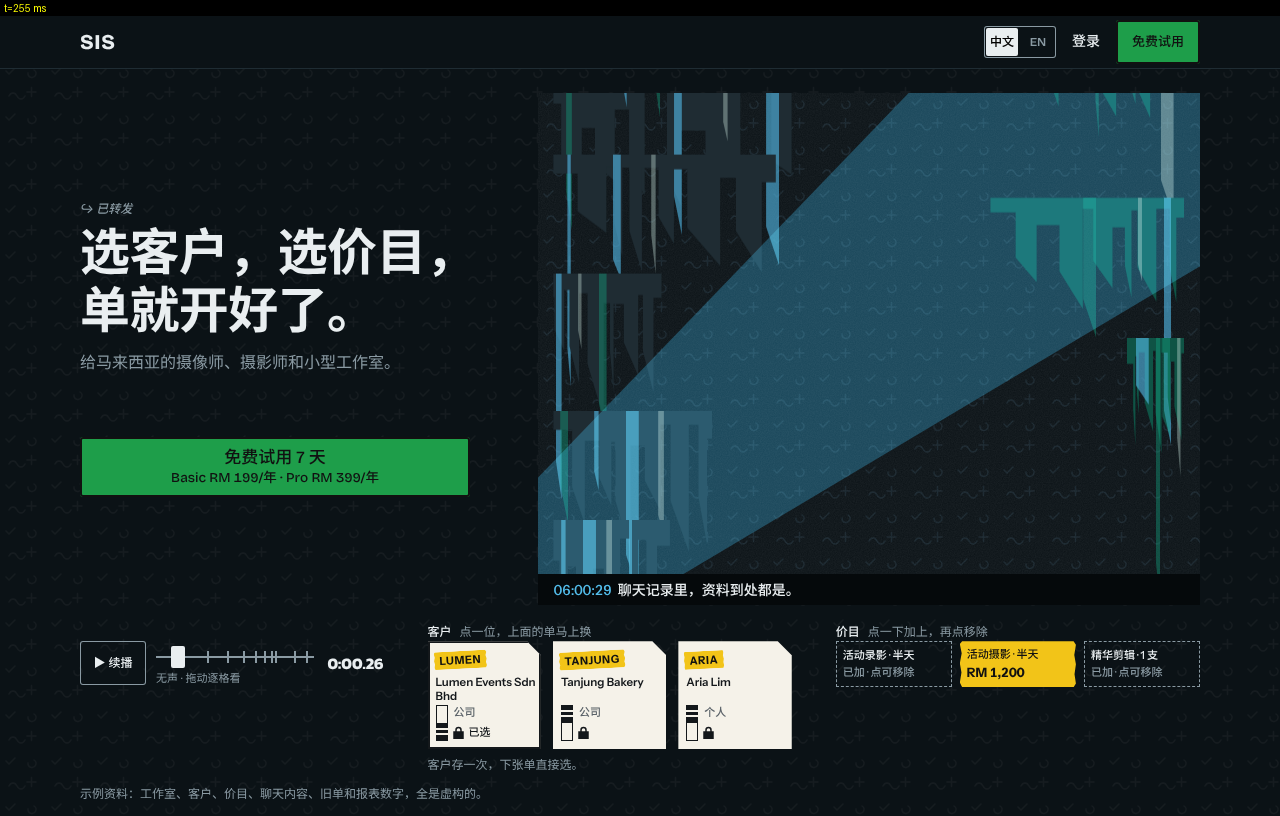 t=255 ms
SIS
中文
EN
登录
免费试用
↪ 已转发
选客户，选价目，
单就开好了。
给马来西亚的摄像师、摄影师和小型工作室。
免费试用 7 天
Basic RM 199/年 · Pro RM 399/年
06:00:29 聊天记录里，资料到处都是。
▶ 续播
无声 · 拖动逐格看
0:00.26
客户 点一位，上面的单马上换
LUMEN
Lumen Events Sdn
Bhd
公司
已选
TANJUNG
Tanjung Bakery
公司
ARIA
Aria Lim
个人
客户存一次，下张单直接选。
价目 点一下加上，再点移除
活动录影 · 半天
已加 · 点可移除
活动摄影 · 半天
RM 1,200
精华剪辑 · 1 支
已加 · 点可移除
示例资料：工作室、客户、价目、聊天内容、旧单和报表数字，全是虚构的。